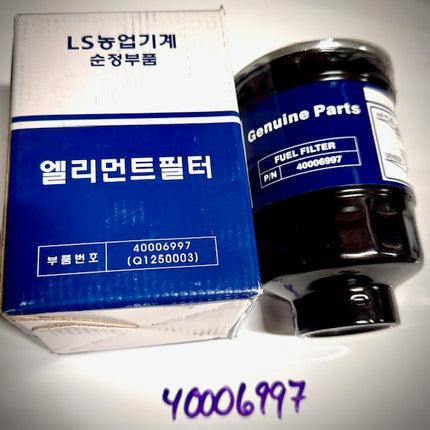 LS농업기계
순정부품
엘리먼트필터
부품번호 40006997
(Q1250003)
Genuine Parts
FUEL FILTER
P/N 40006997
40006997